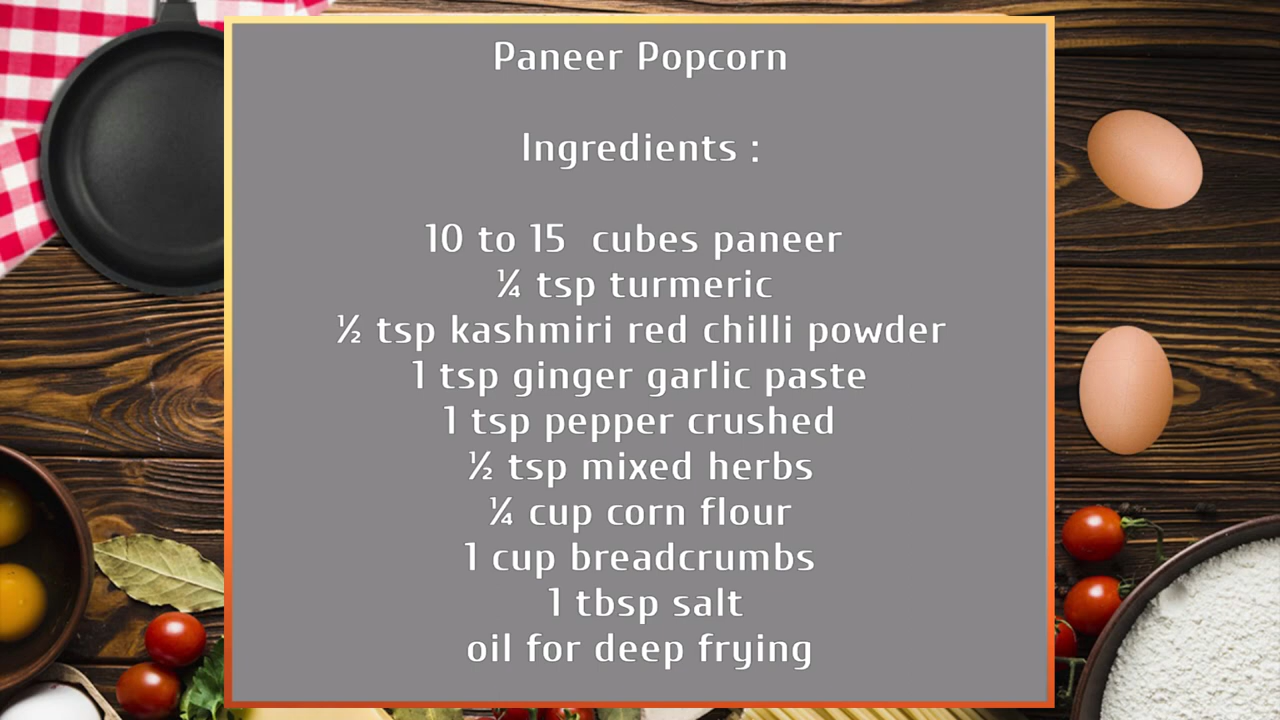 Paneer Popcorn
Ingredients :
10 to 15 cubes paneer
¼ tsp turmeric
½ tsp kashmiri red chilli powder
1 tsp ginger garlic paste
1 tsp pepper crushed
½ tsp mixed herbs
¼ cup corn flour
1 cup breadcrumbs
1 tbsp salt
oil for deep frying